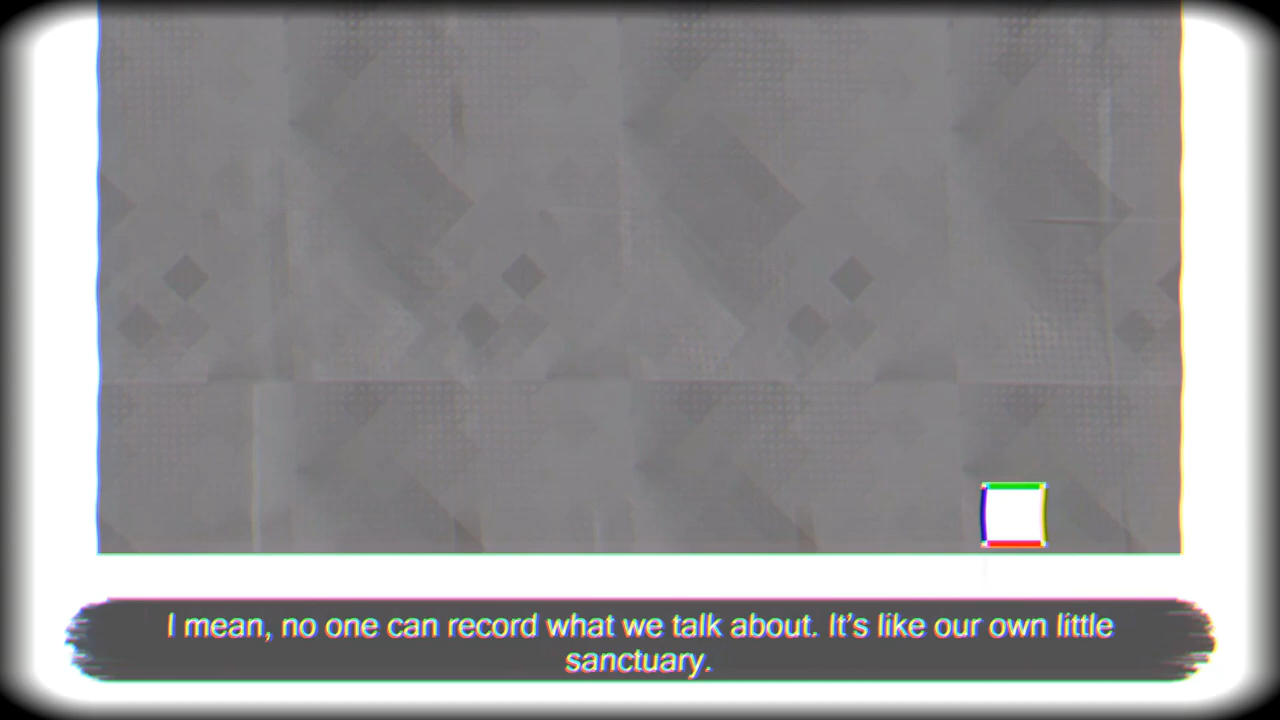 I mean, no one can record what we talk about. It’s like our own little
sanctuary.